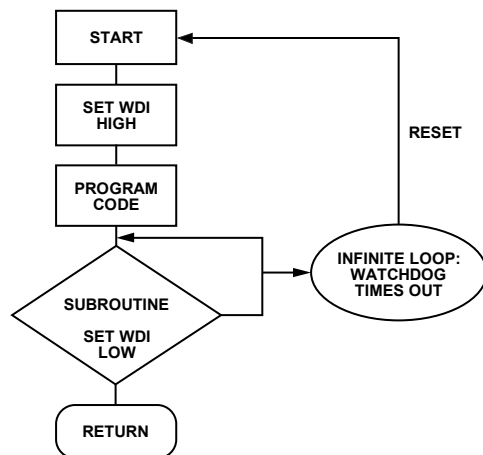 START
SET WDI
HIGH
PROGRAM
CODE
SUBROUTINE
SET WDI
LOW
RETURN
RESET
INFINITE LOOP:
WATCHDOG
TIMES OUT